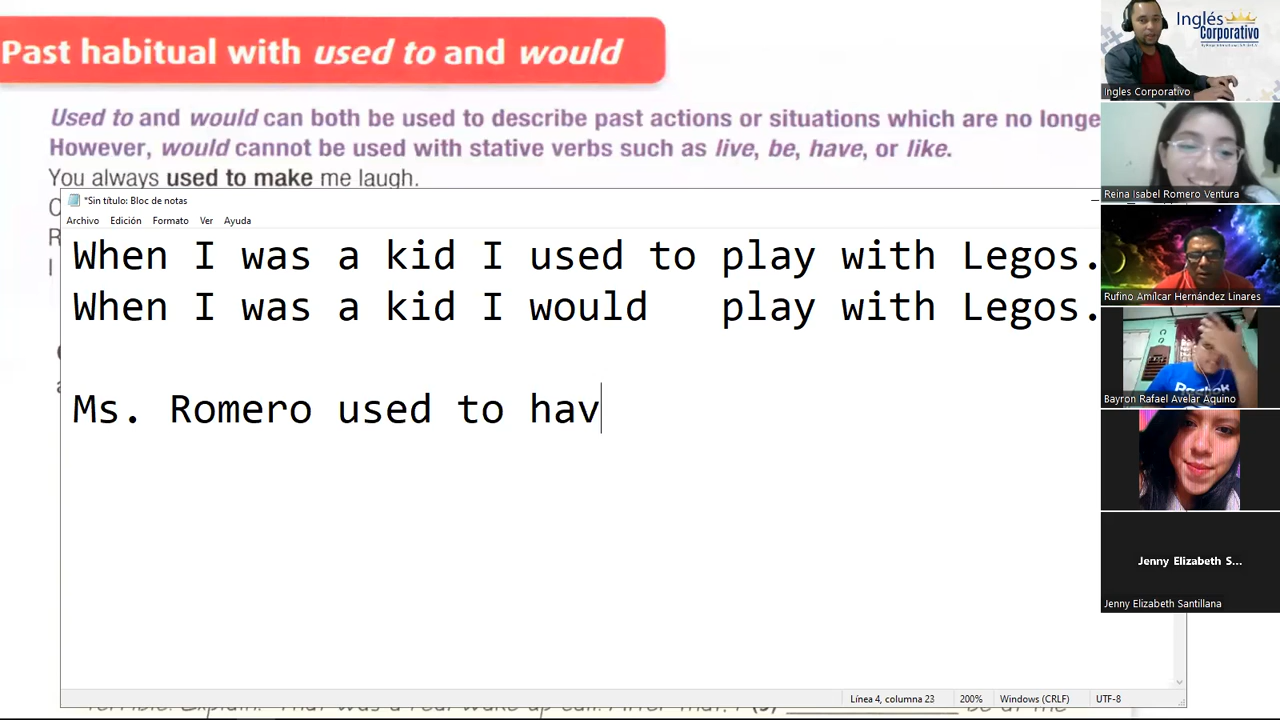 Past habitual with used to and would
Used to and would can both be used to describe past actions or situations which are no longe
However, would cannot be used with stative verbs such as live, be, have, or like.
You always used to make me laugh.
*Sin título: Bloc de notas
Archivo Edición Formato Ver Ayuda
When I was a kid I used to play with Legos.
When I was a kid I would play with Legos.
Ms. Romero used to hav
Línea 4, columna 23 200% Windows (CRLF) UTF-8
Inglés
Corporativo
Ingles Corporativo
Reina Isabel Romero Ventura
Rufino Amílcar Hernández Linares
Reebok
Bayron Rafael Avelar Aquino
Jenny Elizabeth S...
Jenny Elizabeth Santillana